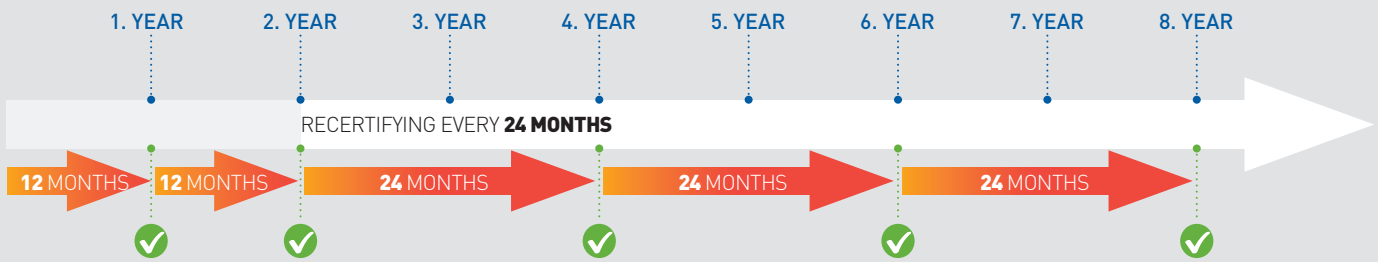 1. YEAR 2. YEAR 3. YEAR 4. YEAR 5. YEAR 6. YEAR 7. YEAR 8. YEAR
RECERTIFYING EVERY 24 MONTHS
12 MONTHS 12 MONTHS 24 MONTHS 24 MONTHS 24 MONTHS